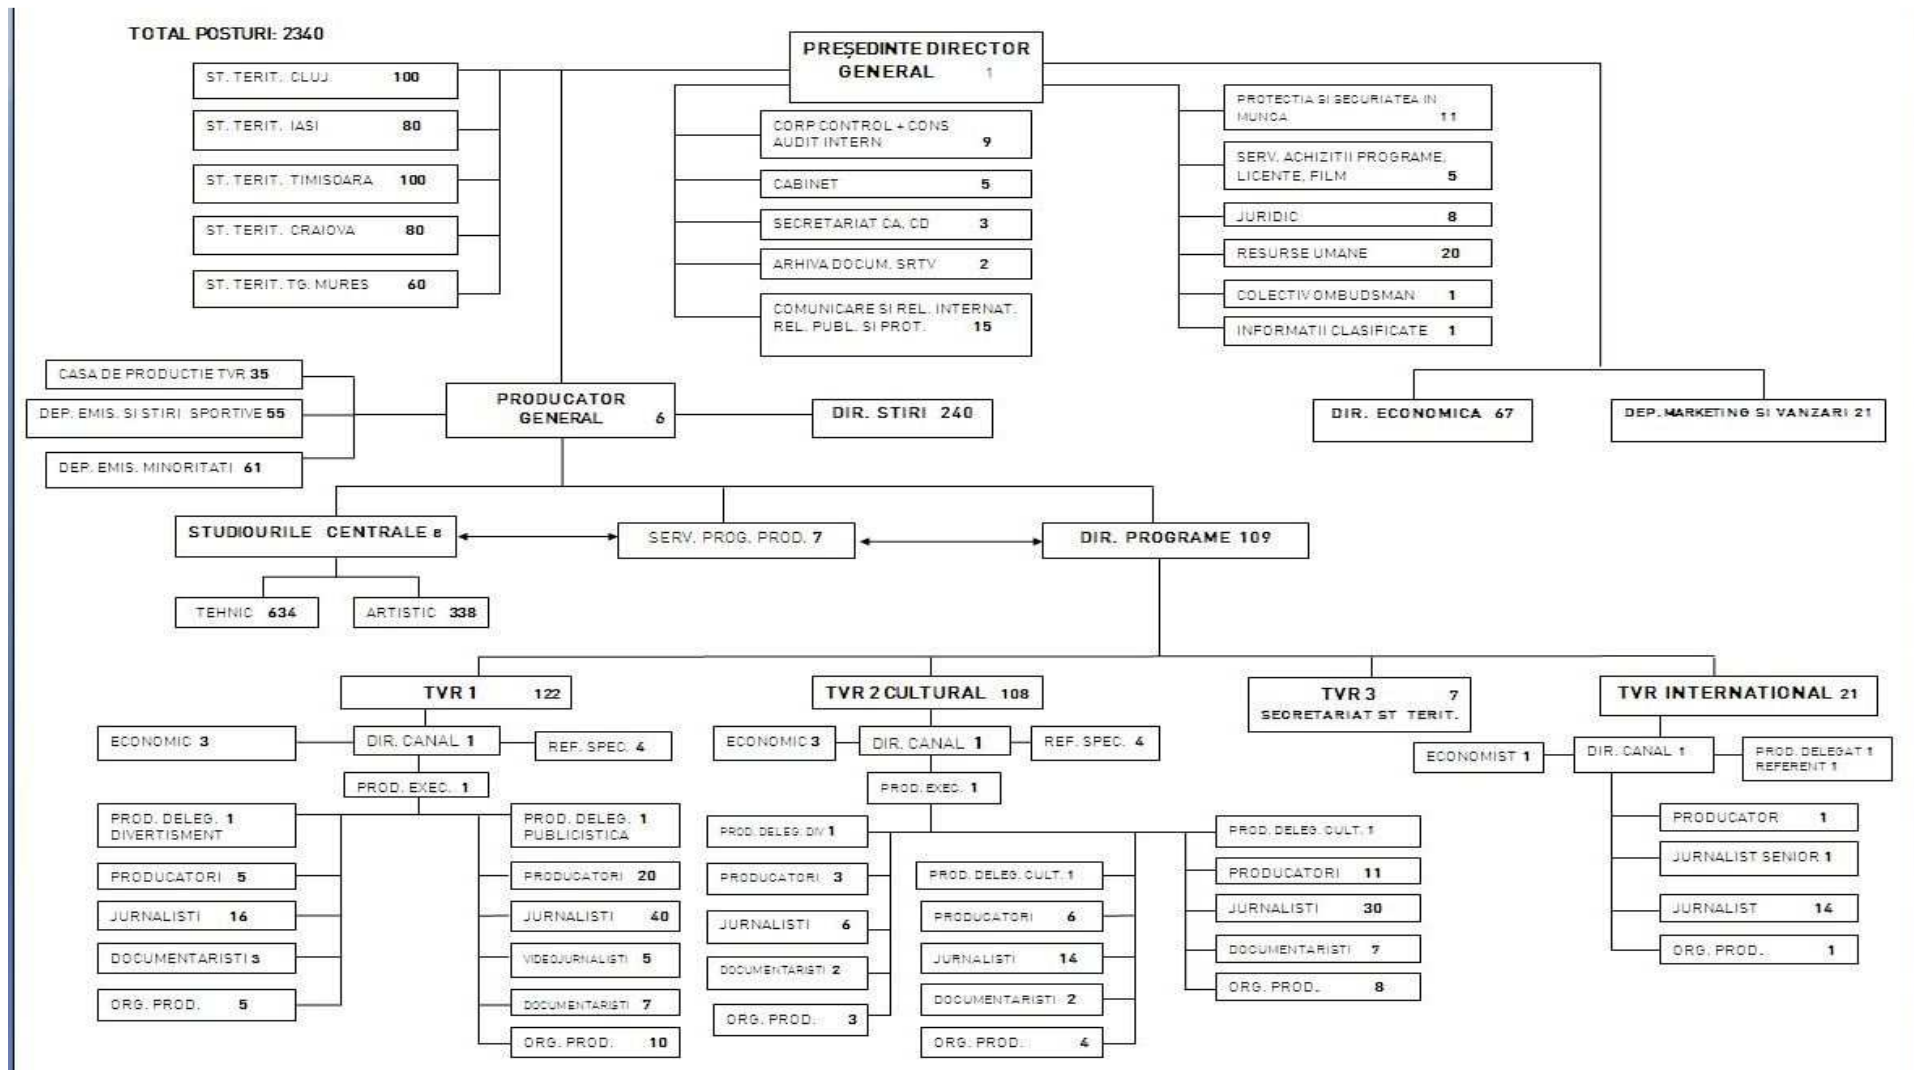 TOTAL POSTURI: 2340
PREȘEDINTE DIRECTOR
GENERAL 1
ST. TERIT. CLUJ 100
ST. TERIT. IASI 80
ST. TERIT. TIMISOARA 100
ST. TERIT. CRAIOVA 80
ST. TERIT. TG. MURES 60
CORP CONTROL + CONS
AUDIT INTERN 9
CABINET 5
SECRETARIAT CA, CD 3
ARHIVA DOCUM. SRTV 2
COMUNICARE SI REL. INTERNAT.
REL. PUBL. SI PROT. 15
PROTECTIA SI SECURIATEA IN
MUNCA 11
SERV. ACHIZITII PROGRAME,
LICENTE, FILM 5
JURIDIC 8
RESURSE UMANE 20
COLECTIV OMBUDSMAN 1
INFORMATII CLASIFICATE 1
CASA DE PRODUCTIE TVR 35
DEP. EMIS. SI STIRI SPORTIVE 55
DEP. EMIS. MINORITATI 61
PRODUCATOR
GENERAL 6
DIR. STIRI 240
DIR. ECONOMICA 67
DEP. MARKETING SI VANZARI 21
STUDIOURILE CENTRALE 8
SERV. PROG. PROD. 7
DIR. PROGRAME 109
TEHNIC 634
ARTISTIC 338
TVR 1 122
TVR 2 CULTURAL 108
TVR 3 7
SECRETARIAT ST TERIT.
TVR INTERNATIONAL 21
ECONOMIC 3
DIR. CANAL 1
REF. SPEC. 4
PROD. EXEC. 1
PROD. DELEG. 1
DIVERTISMENT
PRODUCATORI 5
JURNALISTI 16
DOCUMENTARISTI 3
ORG. PROD. 5
PROD. DELEG. 1
PUBLICISTICA
PRODUCATORI 20
JURNALISTI 40
VIDEOJURNALISTI 5
DOCUMENTARISTI 7
ORG. PROD. 10
ECONOMIC 3
DIR. CANAL 1
REF. SPEC. 4
PROD. EXEC. 1
PROD. DELEG. DIV 1
PRODUCATORI 3
JURNALISTI 6
DOCUMENTARISTI 2
ORG. PROD. 3
PROD. DELEG. CULT. 1
PRODUCATORI 6
JURNALISTI 14
DOCUMENTARISTI 2
ORG. PROD. 4
PROD. DELEG. CULT. 1
PRODUCATORI 11
JURNALISTI 30
DOCUMENTARISTI 7
ORG. PROD. 8
ECONOMIST 1
DIR. CANAL 1
PROD. DELEGAT 1
REFERENT 1
PRODUCATOR 1
JURNALIST SENIOR 1
JURNALIST 14
ORG. PROD. 1